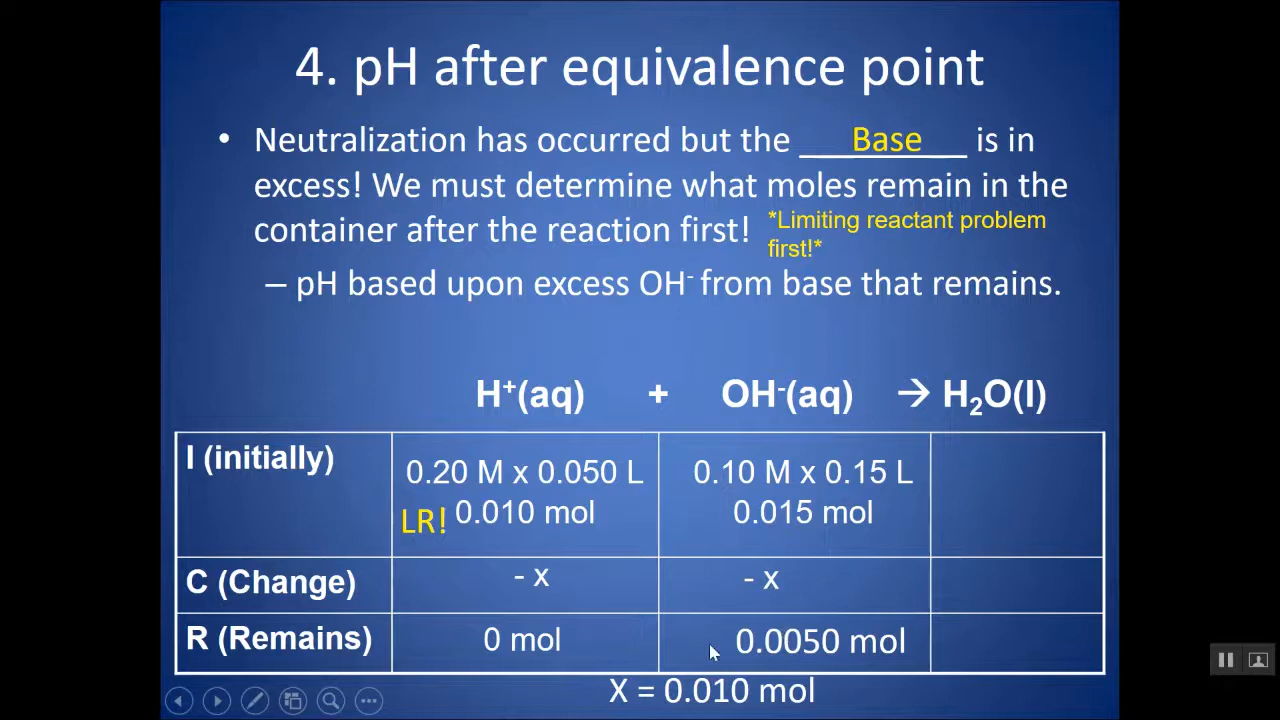 4. pH after equivalence point
• Neutralization has occurred but the ________ Base is in
excess! We must determine what moles remain in the
container after the reaction first! *Limiting reactant problem
first!*
– pH based upon excess OH⁻ from base that remains.
H⁺(aq) + OH⁻(aq) → H₂O(l)
I (initially) 0.20 M x 0.050 L 0.10 M x 0.15 L
LR! 0.010 mol 0.015 mol
C (Change) - x - x
R (Remains) 0 mol 0.0050 mol
X = 0.010 mol